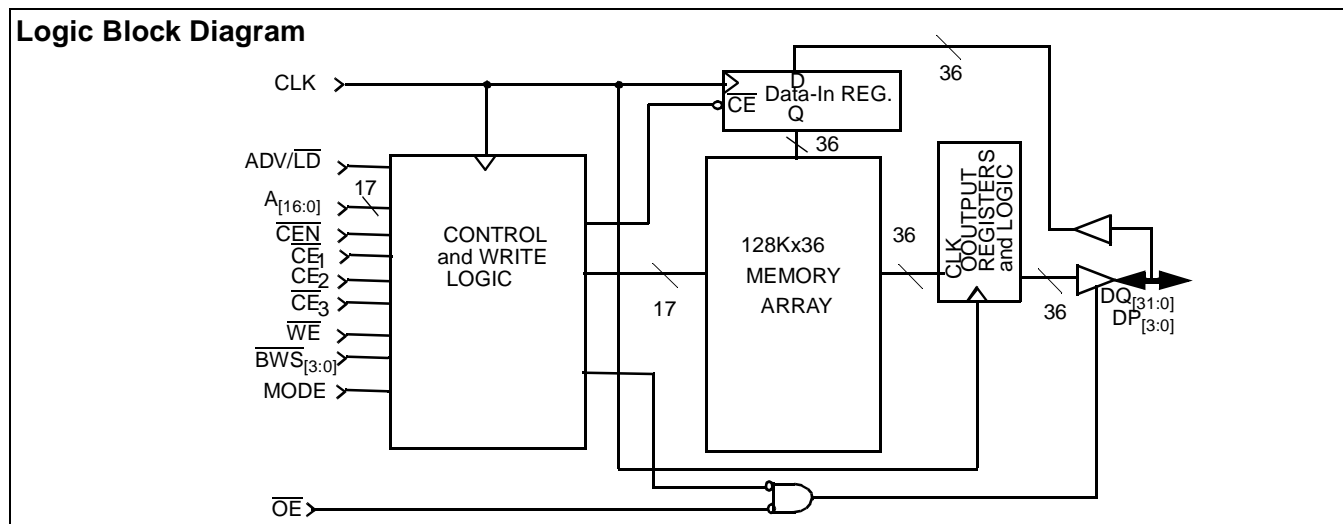 Logic Block Diagram
CLK
36
D
CE Data-In REG.
Q
36
ADV/LD
A[16:0]
17
CEN
CE1
CE2
CE3
WE
BWS[3:0]
MODE
CONTROL
and WRITE
LOGIC
17
128Kx36
MEMORY
ARRAY
36
CLK
OOUTPUT
REGISTERS
and LOGIC
36
DQ[31:0]
DP[3:0]
OE